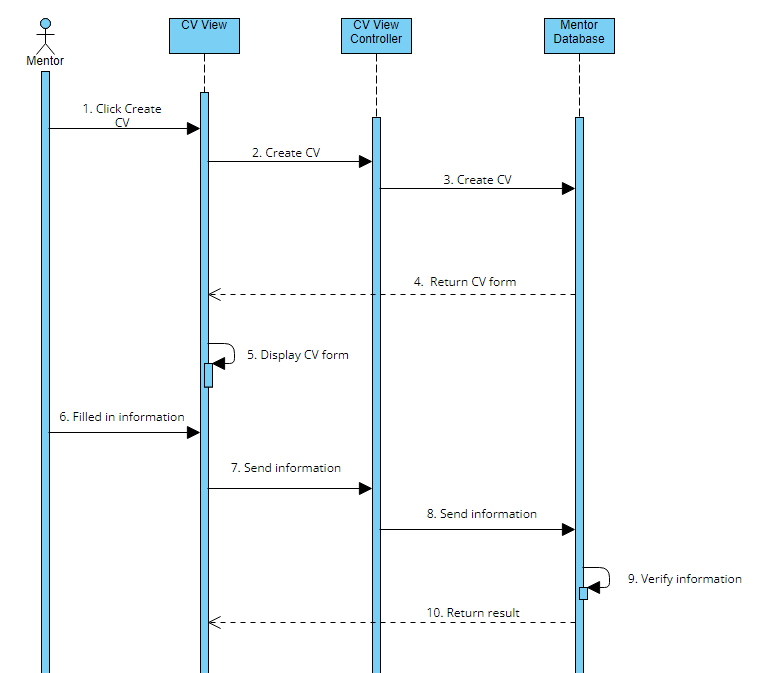 Mentor
CV View
CV View
Controller
Mentor
Database
1. Click Create
CV
2. Create CV
3. Create CV
4. Return CV form
5. Display CV form
6. Filled in information
7. Send information
8. Send information
9. Verify information
10. Return result